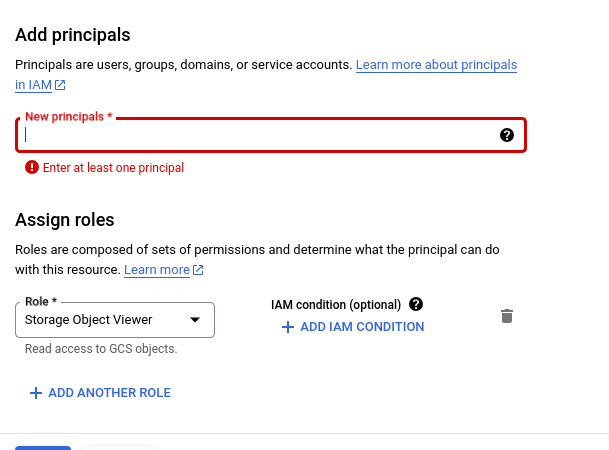 Add principals
Principals are users, groups, domains, or service accounts. Learn more about principals
in IAM
New principals *
Enter at least one principal
Assign roles
Roles are composed of sets of permissions and determine what the principal can do
with this resource. Learn more
Role *
Storage Object Viewer
Read access to GCS objects.
IAM condition (optional)
ADD IAM CONDITION
ADD ANOTHER ROLE